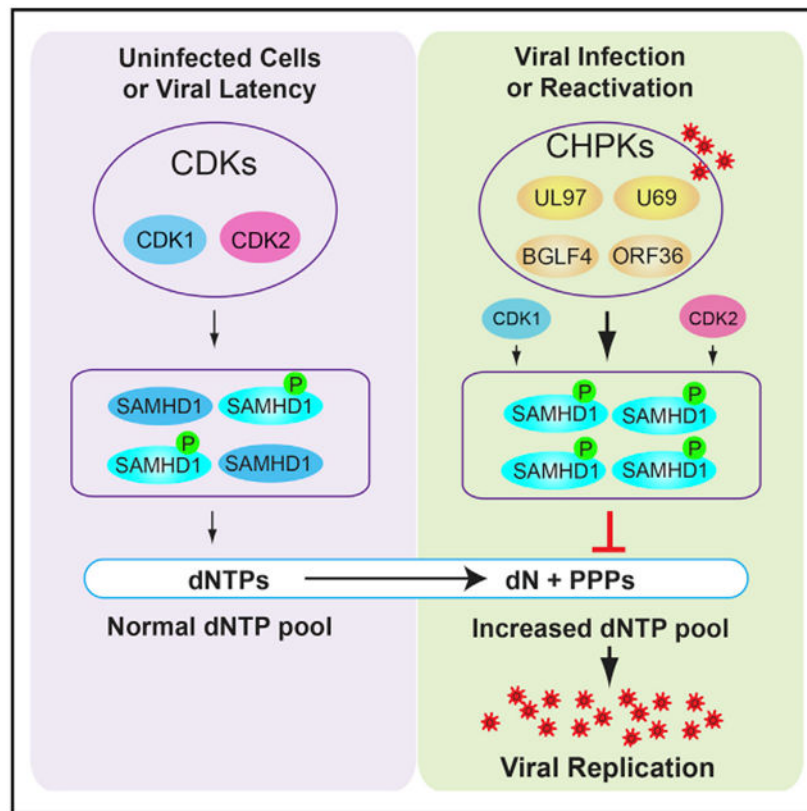 Uninfected Cells
or Viral Latency
CDKs
CDK1
CDK2
P
SAMHD1
SAMHD1
P
SAMHD1
SAMHD1
Viral Infection
or Reactivation
CHPKs
UL97
U69
BGLF4
ORF36
CDK1
CDK2
P
P
SAMHD1
SAMHD1
P
P
SAMHD1
SAMHD1
dNTPs
dN + PPPs
Normal dNTP pool
Increased dNTP pool
Viral Replication